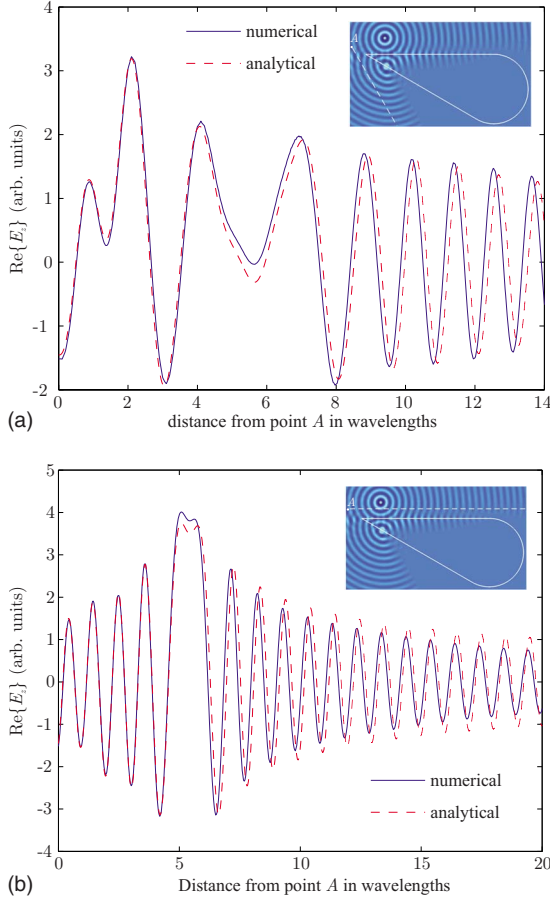 4
3
2
1
0
-1
-2
Re{E_z} (arb. units)
numerical
analytical
A
0 2 4 6 8 10 12 14
(a) distance from point A in wavelengths
5
4
3
2
1
0
-1
-2
-3
-4
Re{E_z} (arb. units)
A
numerical
analytical
0 5 10 15 20
(b) Distance from point A in wavelengths